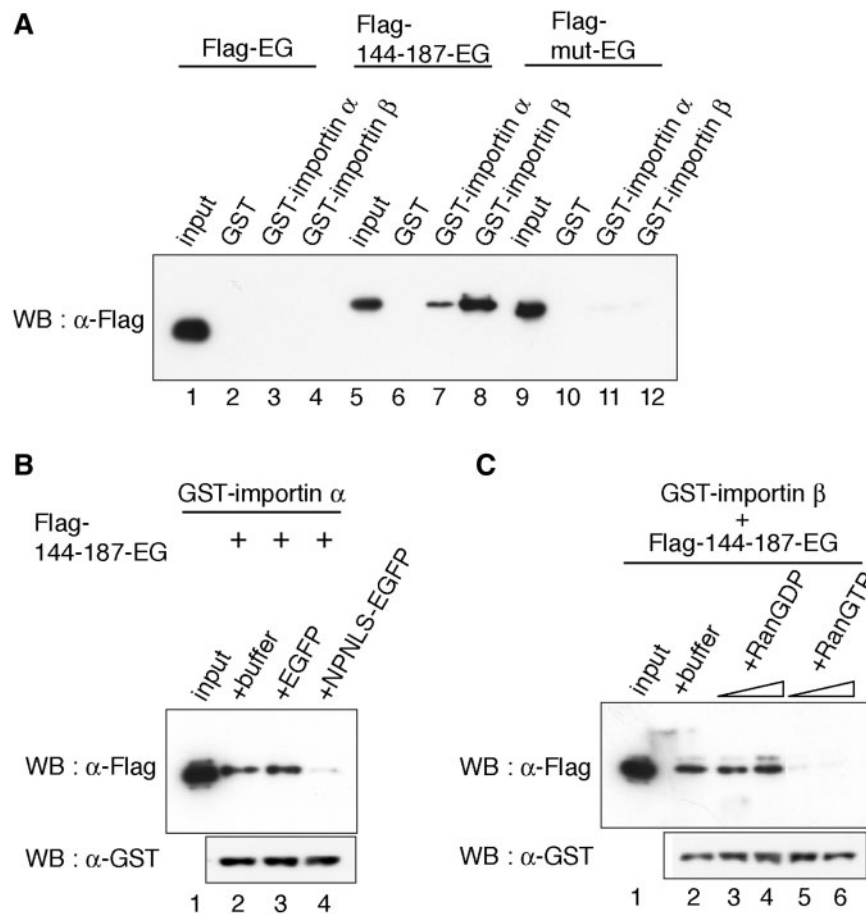 A
Flag-EG
Flag-
144-187-EG
Flag-
mut-EG
input
GST
GST-importin α
GST-importin β
input
GST
GST-importin α
GST-importin β
input
GST
GST-importin α
GST-importin β
WB : α-Flag
1 2 3 4 5 6 7 8 9 10 11 12
B
GST-importin α
Flag-
144-187-EG
+ + +
input
+buffer
+EGFP
+NPNLS-EGFP
WB : α-Flag
WB : α-GST
1 2 3 4
C
GST-importin β
+
Flag-144-187-EG
input
+buffer
+RanGDP
+RanGTP
WB : α-Flag
WB : α-GST
1 2 3 4 5 6